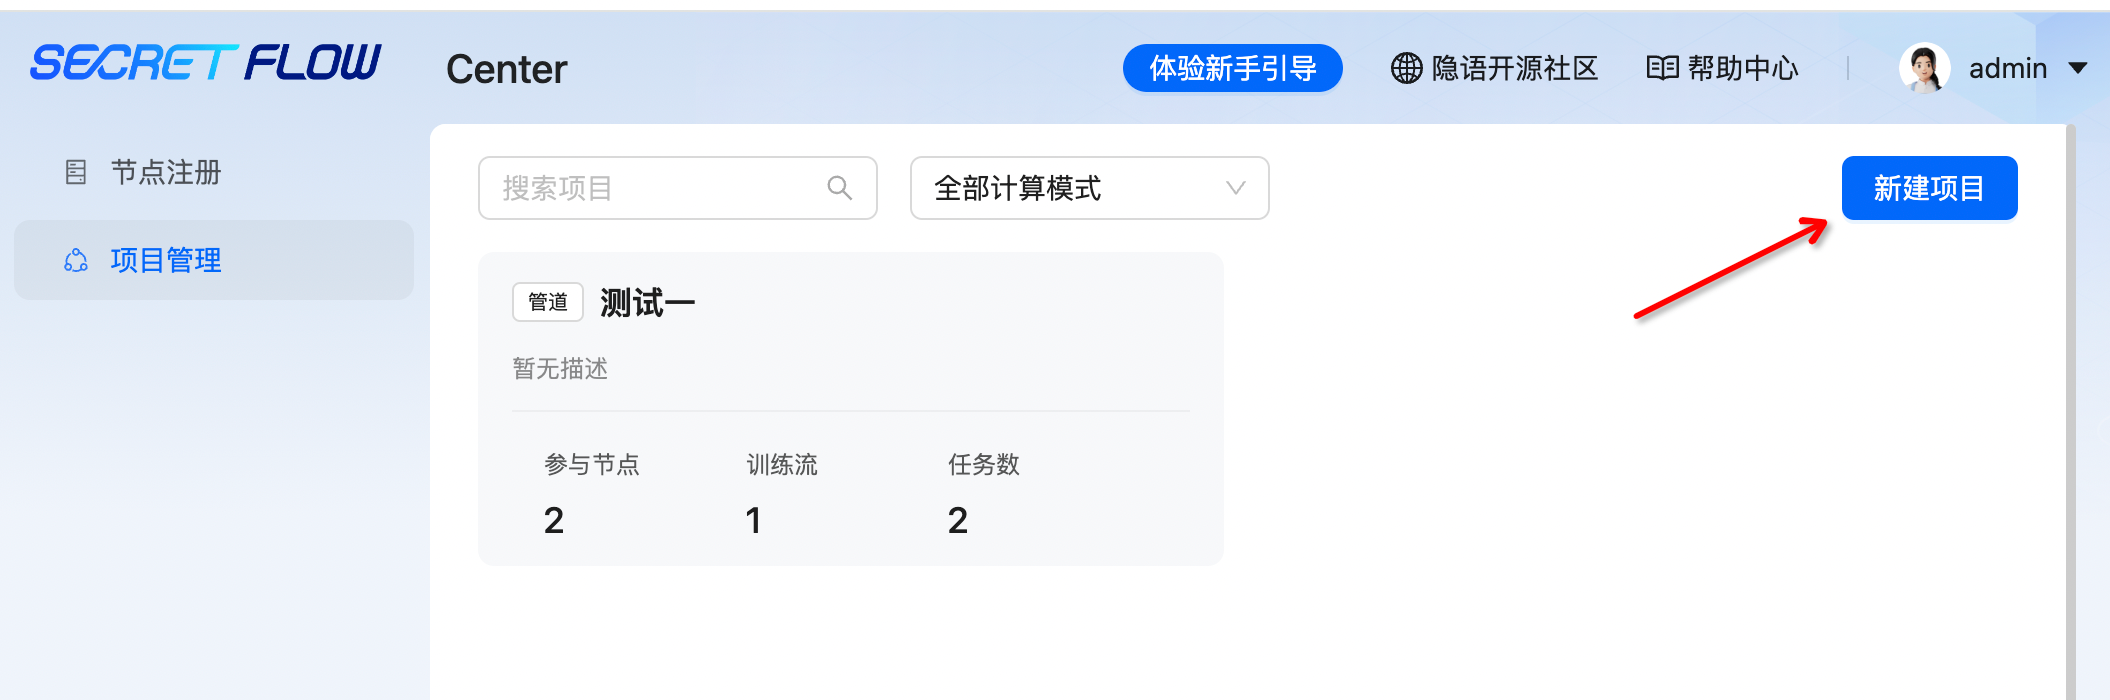 SECRET FLOW
Center
体验新手引导
隐语开源社区
帮助中心
admin
节点注册
项目管理
搜索项目
全部计算模式
新建项目
管道 测试一
暂无描述
参与节点 训练流 任务数
2 1 2